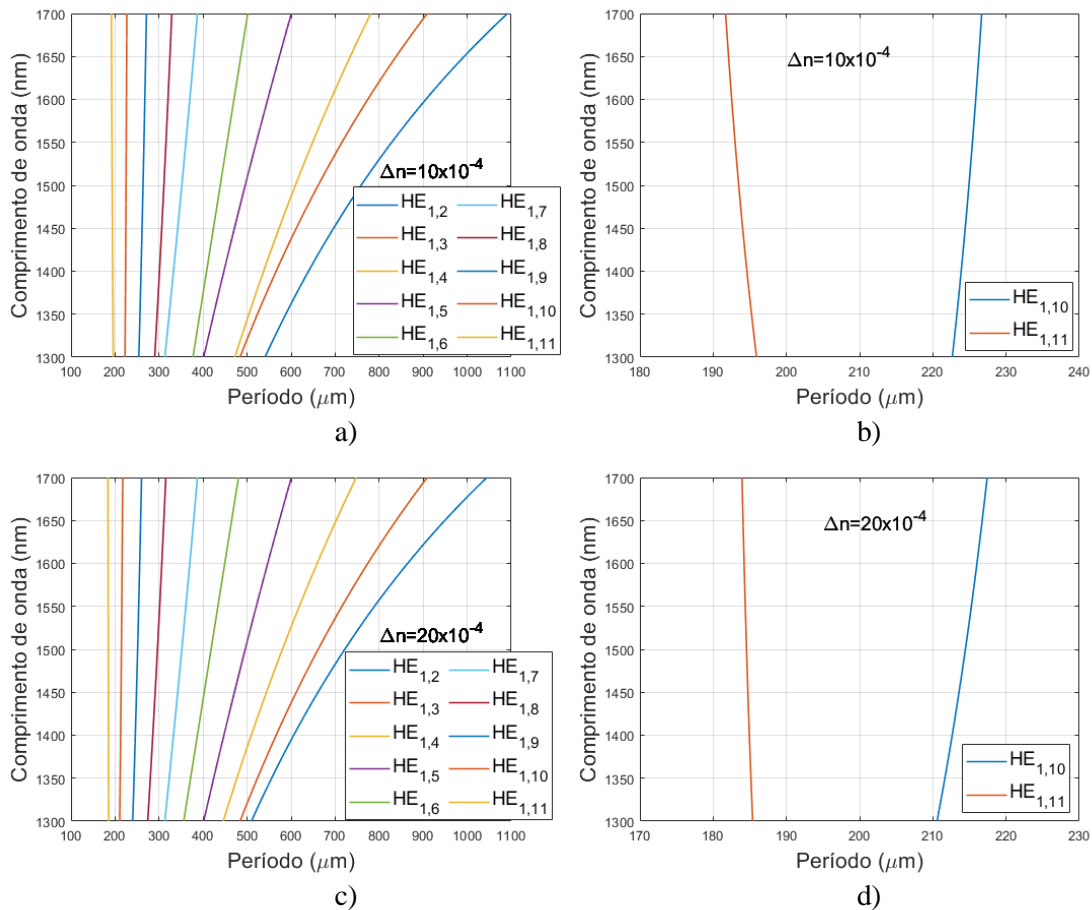 Comprimento de onda (nm)
1700
1650
1600
1550
1500
1450
1400
1350
1300
Δn=10x10⁻⁴
HE₁,₂ HE₁,₇
HE₁,₃ HE₁,₈
HE₁,₄ HE₁,₉
HE₁,₅ HE₁,₁₀
HE₁,₆ HE₁,₁₁
100 200 300 400 500 600 700 800 900 1000 1100
Período (μm)
a)
Comprimento de onda (nm)
1700
1650
1600
1550
1500
1450
1400
1350
1300
Δn=10x10⁻⁴
HE₁,₁₀
HE₁,₁₁
180 190 200 210 220 230 240
Período (μm)
b)
Comprimento de onda (nm)
1700
1650
1600
1550
1500
1450
1400
1350
1300
Δn=20x10⁻⁴
HE₁,₂ HE₁,₇
HE₁,₃ HE₁,₈
HE₁,₄ HE₁,₉
HE₁,₅ HE₁,₁₀
HE₁,₆ HE₁,₁₁
100 200 300 400 500 600 700 800 900 1000 1100
Período (μm)
c)
Comprimento de onda (nm)
1700
1650
1600
1550
1500
1450
1400
1350
1300
Δn=20x10⁻⁴
HE₁,₁₀
HE₁,₁₁
170 180 190 200 210 220 230
Período (μm)
d)